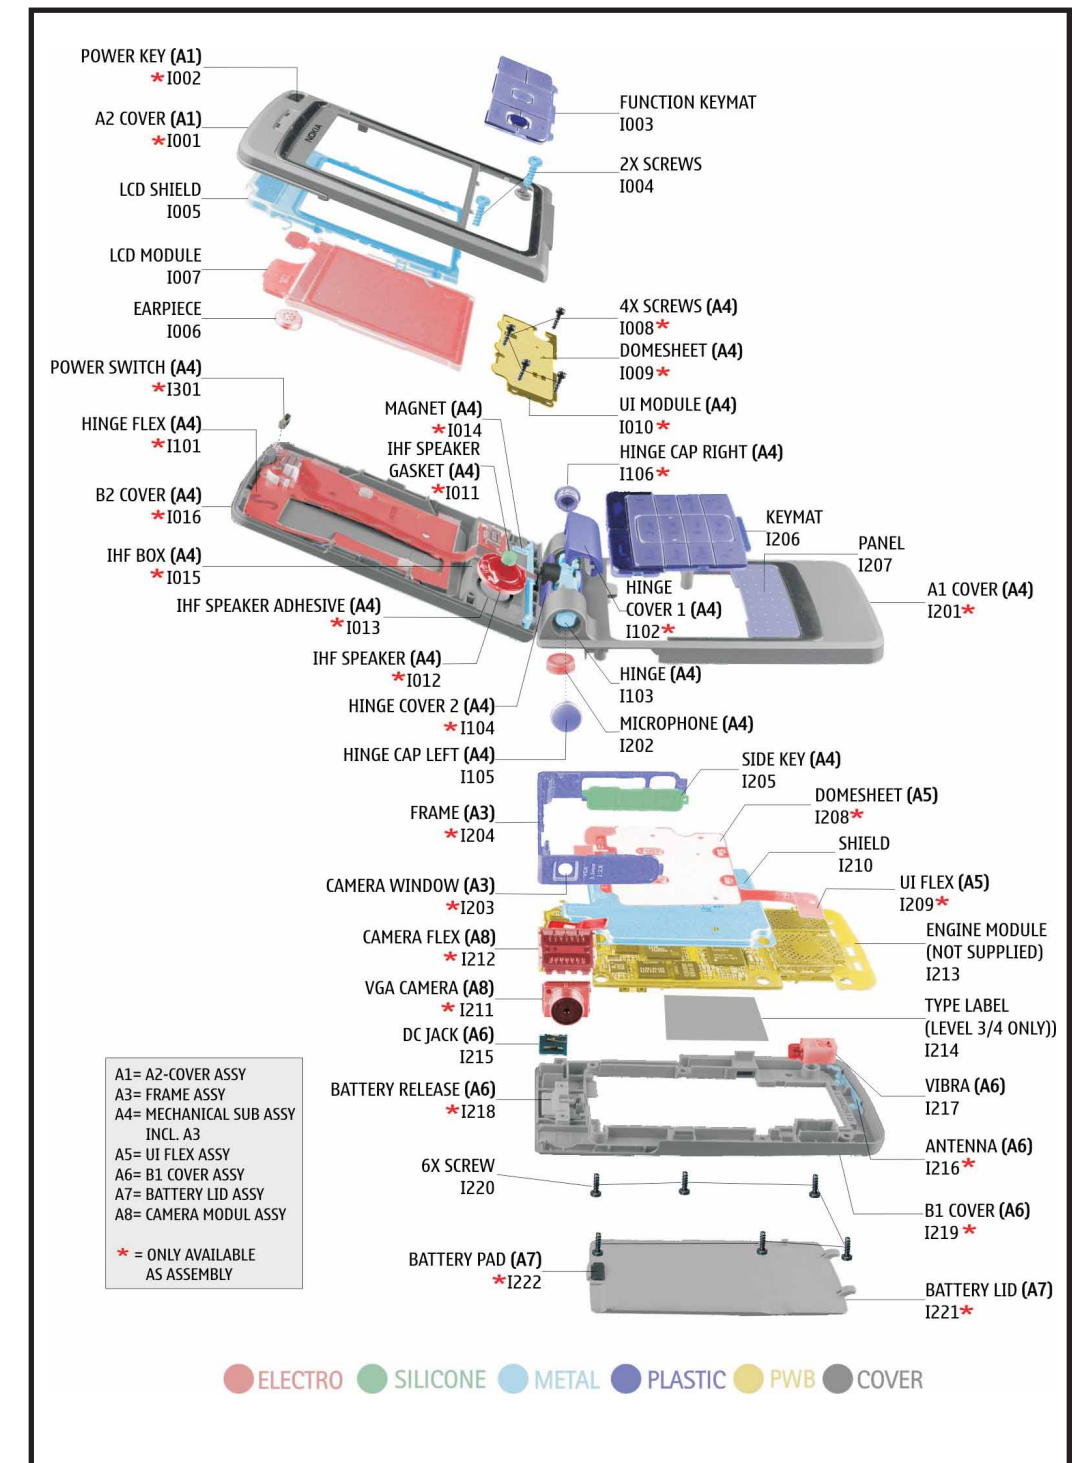 POWER KEY (A1)
*I002
A2 COVER (A1)
*I001
LCD SHIELD
I005
LCD MODULE
I007
EARPIECE
I006
POWER SWITCH (A4)
*I301
HINGE FLEX (A4)
*I101
B2 COVER (A4)
*I016
IHF BOX (A4)
*I015
IHF SPEAKER ADHESIVE (A4)
*I013
IHF SPEAKER (A4)
*I012
HINGE COVER 2 (A4)
*I104
HINGE CAP LEFT (A4)
I105
MAGNET (A4)
*I014
IHF SPEAKER
GASKET (A4)
*I011
NOKIA
FUNCTION KEYMAT
I003
2X SCREWS
I004
4X SCREWS (A4)
I008*
DOMESHEET (A4)
I009*
UI MODULE (A4)
I010*
HINGE CAP RIGHT (A4)
I106*
KEYMAT
I206
PANEL
I207
A1 COVER (A4)
I201*
HINGE
COVER 1 (A4)
I102*
HINGE (A4)
I103
MICROPHONE (A4)
I202
SIDE KEY (A4)
I205
DOMESHEET (A5)
I208*
SHIELD
I210
UI FLEX (A5)
I209*
ENGINE MODULE
(NOT SUPPLIED)
I213
TYPE LABEL
(LEVEL 3/4 ONLY))
I214
VIBRA (A6)
I217
ANTENNA (A6)
I216*
B1 COVER (A6)
I219*
BATTERY LID (A7)
I221*
FRAME (A3)
*I204
CAMERA WINDOW (A3)
*I203
CAMERA FLEX (A8)
*I212
VGA CAMERA (A8)
*I211
DC JACK (A6)
I215
BATTERY RELEASE (A6)
*I218
6X SCREW
I220
BATTERY PAD (A7)
*I222
A1= A2-COVER ASSY
A3= FRAME ASSY
A4= MECHANICAL SUB ASSY
INCL. A3
A5= UI FLEX ASSY
A6= B1 COVER ASSY
A7= BATTERY LID ASSY
A8= CAMERA MODUL ASSY
* = ONLY AVAILABLE
AS ASSEMBLY
ELECTRO SILICONE METAL PLASTIC PWB COVER